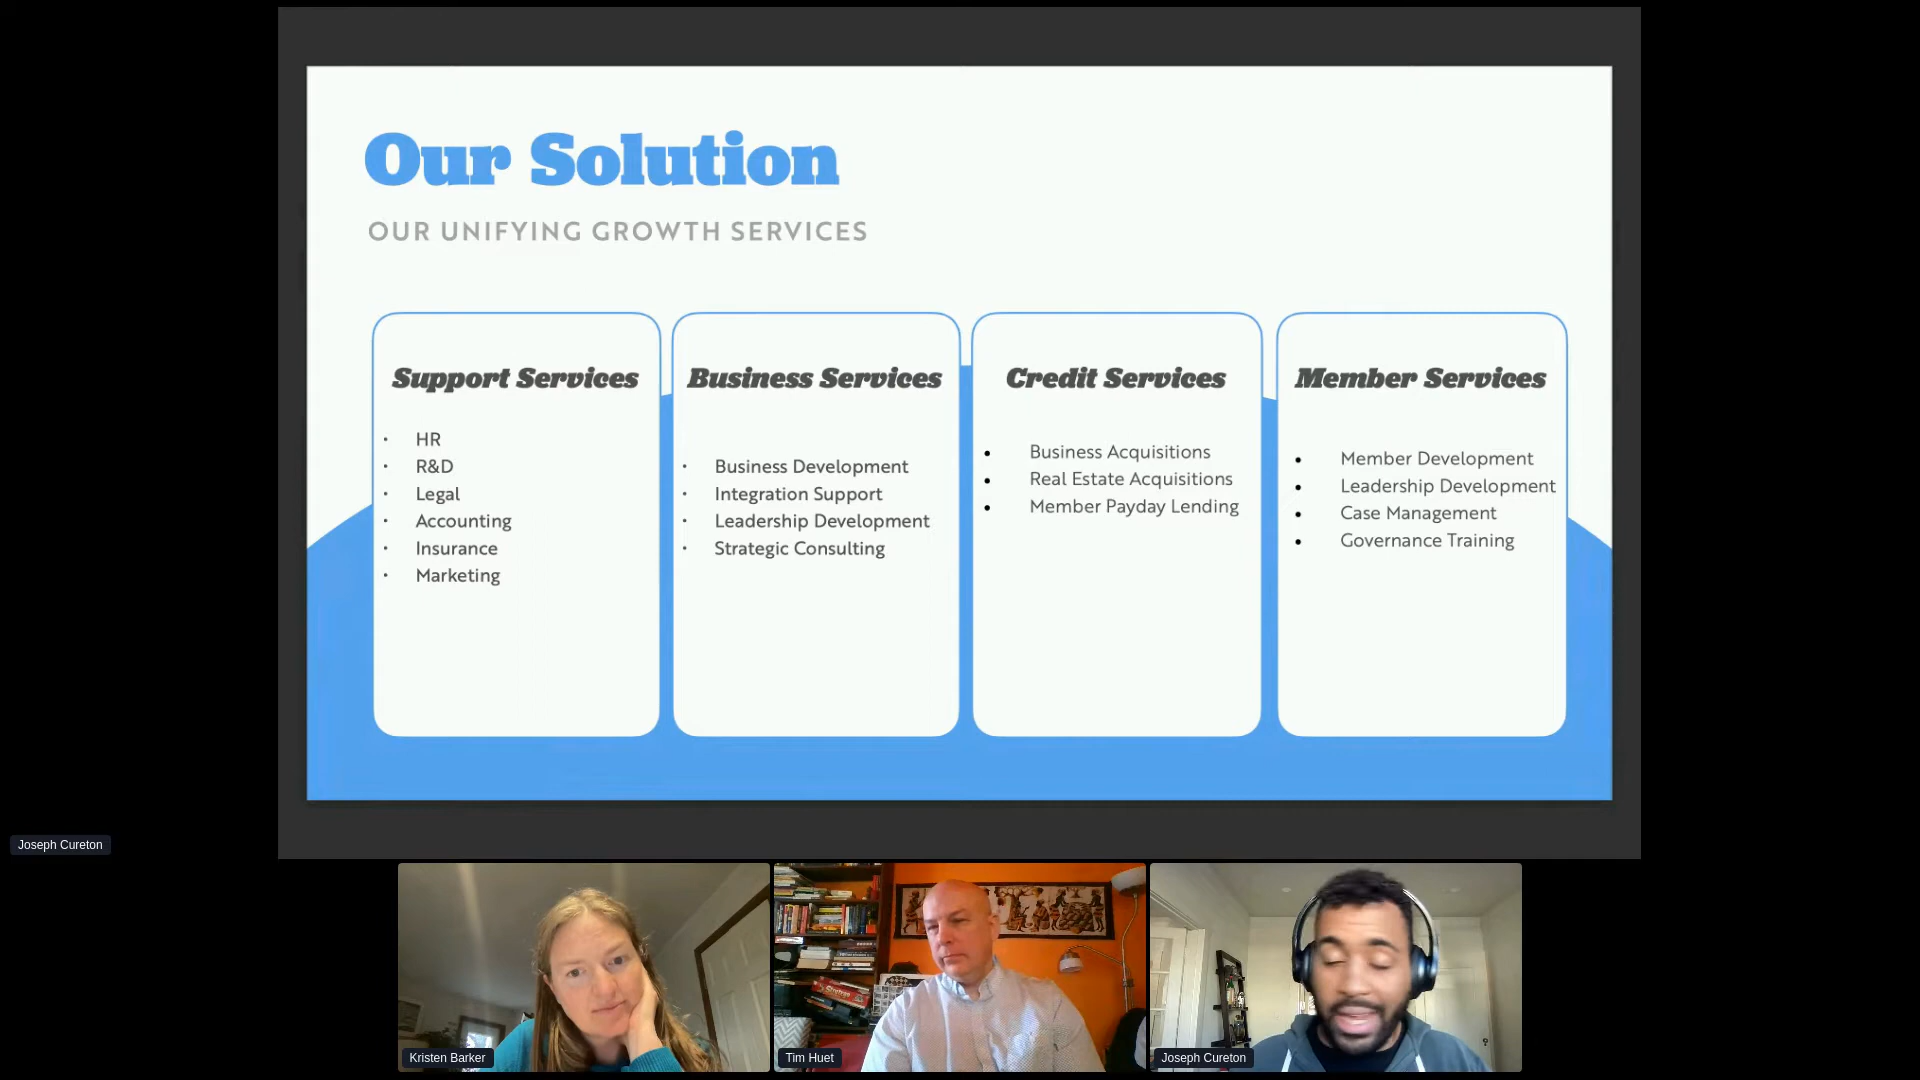 Our Solution
OUR UNIFYING GROWTH SERVICES
Support Services
HR
R&D
Legal
Accounting
Insurance
Marketing
Business Services
Business Development
Integration Support
Leadership Development
Strategic Consulting
Credit Services
Business Acquisitions
Real Estate Acquisitions
Member Payday Lending
Member Services
Member Development
Leadership Development
Case Management
Governance Training
Joseph Cureton
Kristen Barker
Tim Huet
Joseph Cureton